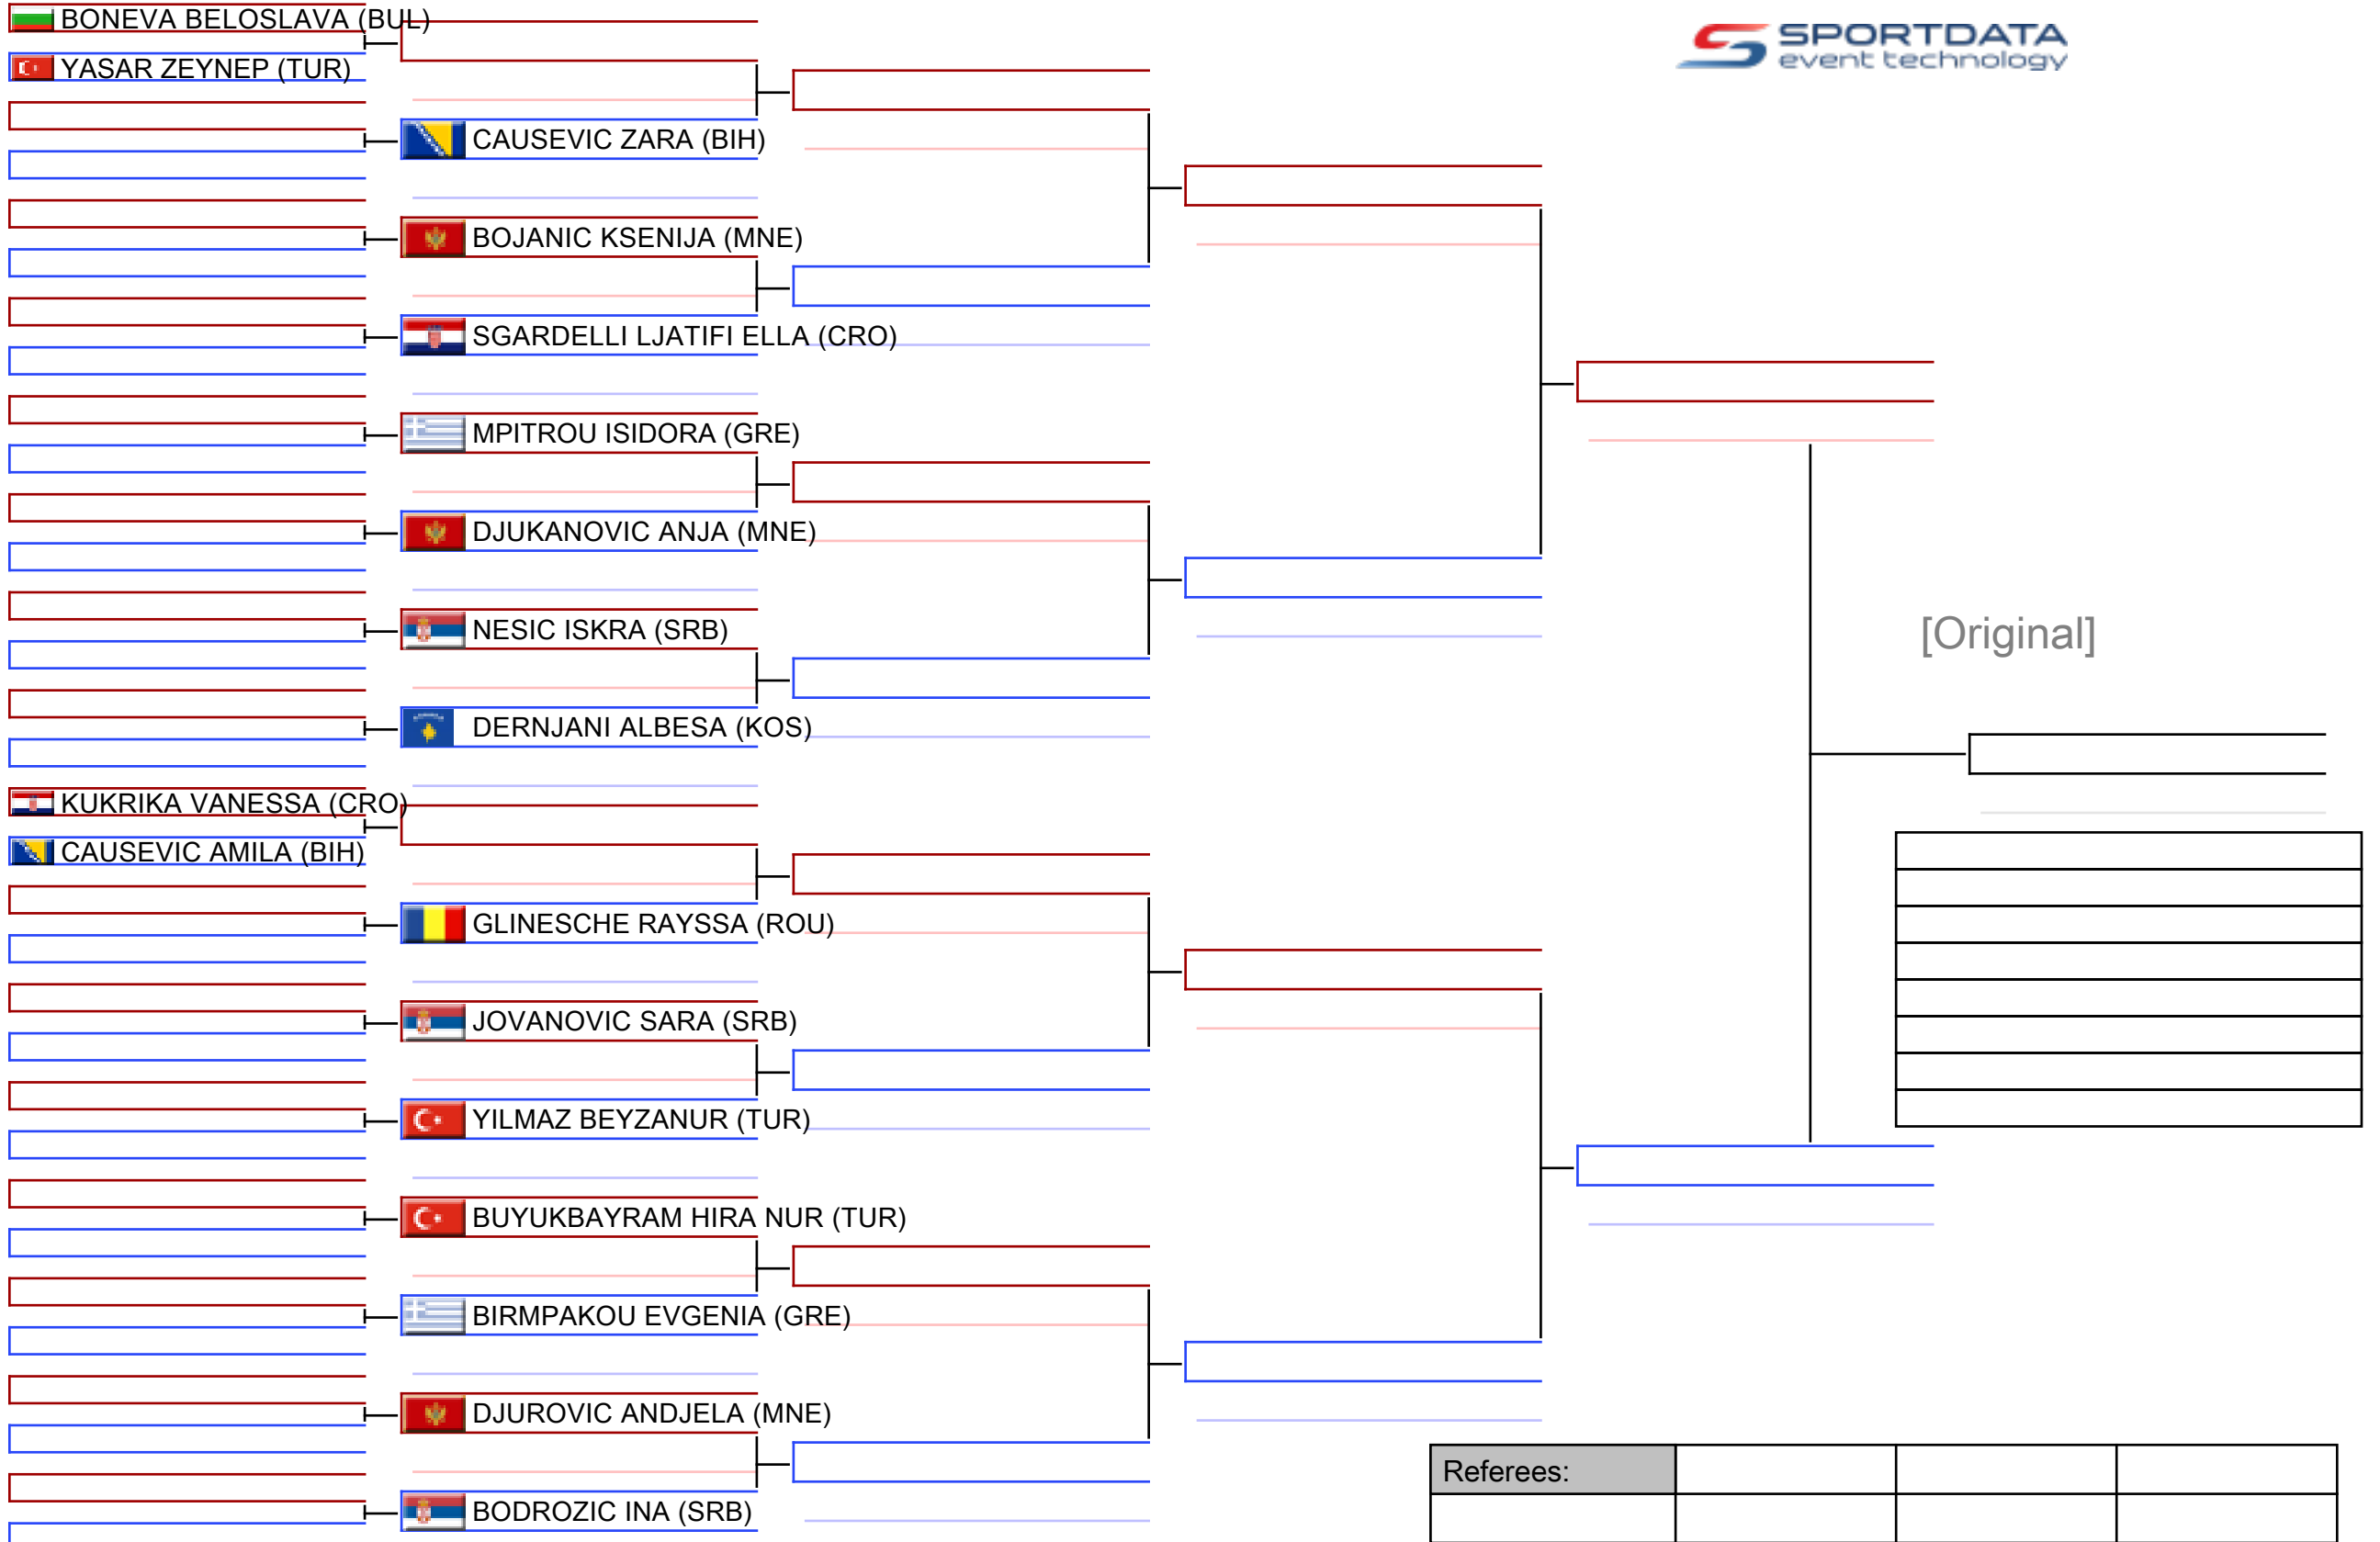 BONEVA BELOSLAVA (BUL)
YASAR ZEYNEP (TUR)
SPORTDATA
event technology
CAUSEVIC ZARA (BIH)
BOJANIC KSENIJA (MNE)
SGARDELLI LJATIFI ELLA (CRO)
MPITROU ISIDORA (GRE)
DJUKANOVIC ANJA (MNE)
NESIC ISKRA (SRB)
[Original]
DERNJANI ALBESA (KOS)
KUKRIKA VANESSA (CRO)
CAUSEVIC AMILA (BIH)
GLINESCHE RAYSSA (ROU)
JOVANOVIC SARA (SRB)
YILMAZ BEYZANUR (TUR)
BUYUKBAYRAM HIRA NUR (TUR)
BIRMPAKOU EVGENIA (GRE)
DJUROVIC ANDJELA (MNE)
Referees:
BODROZIC INA (SRB)